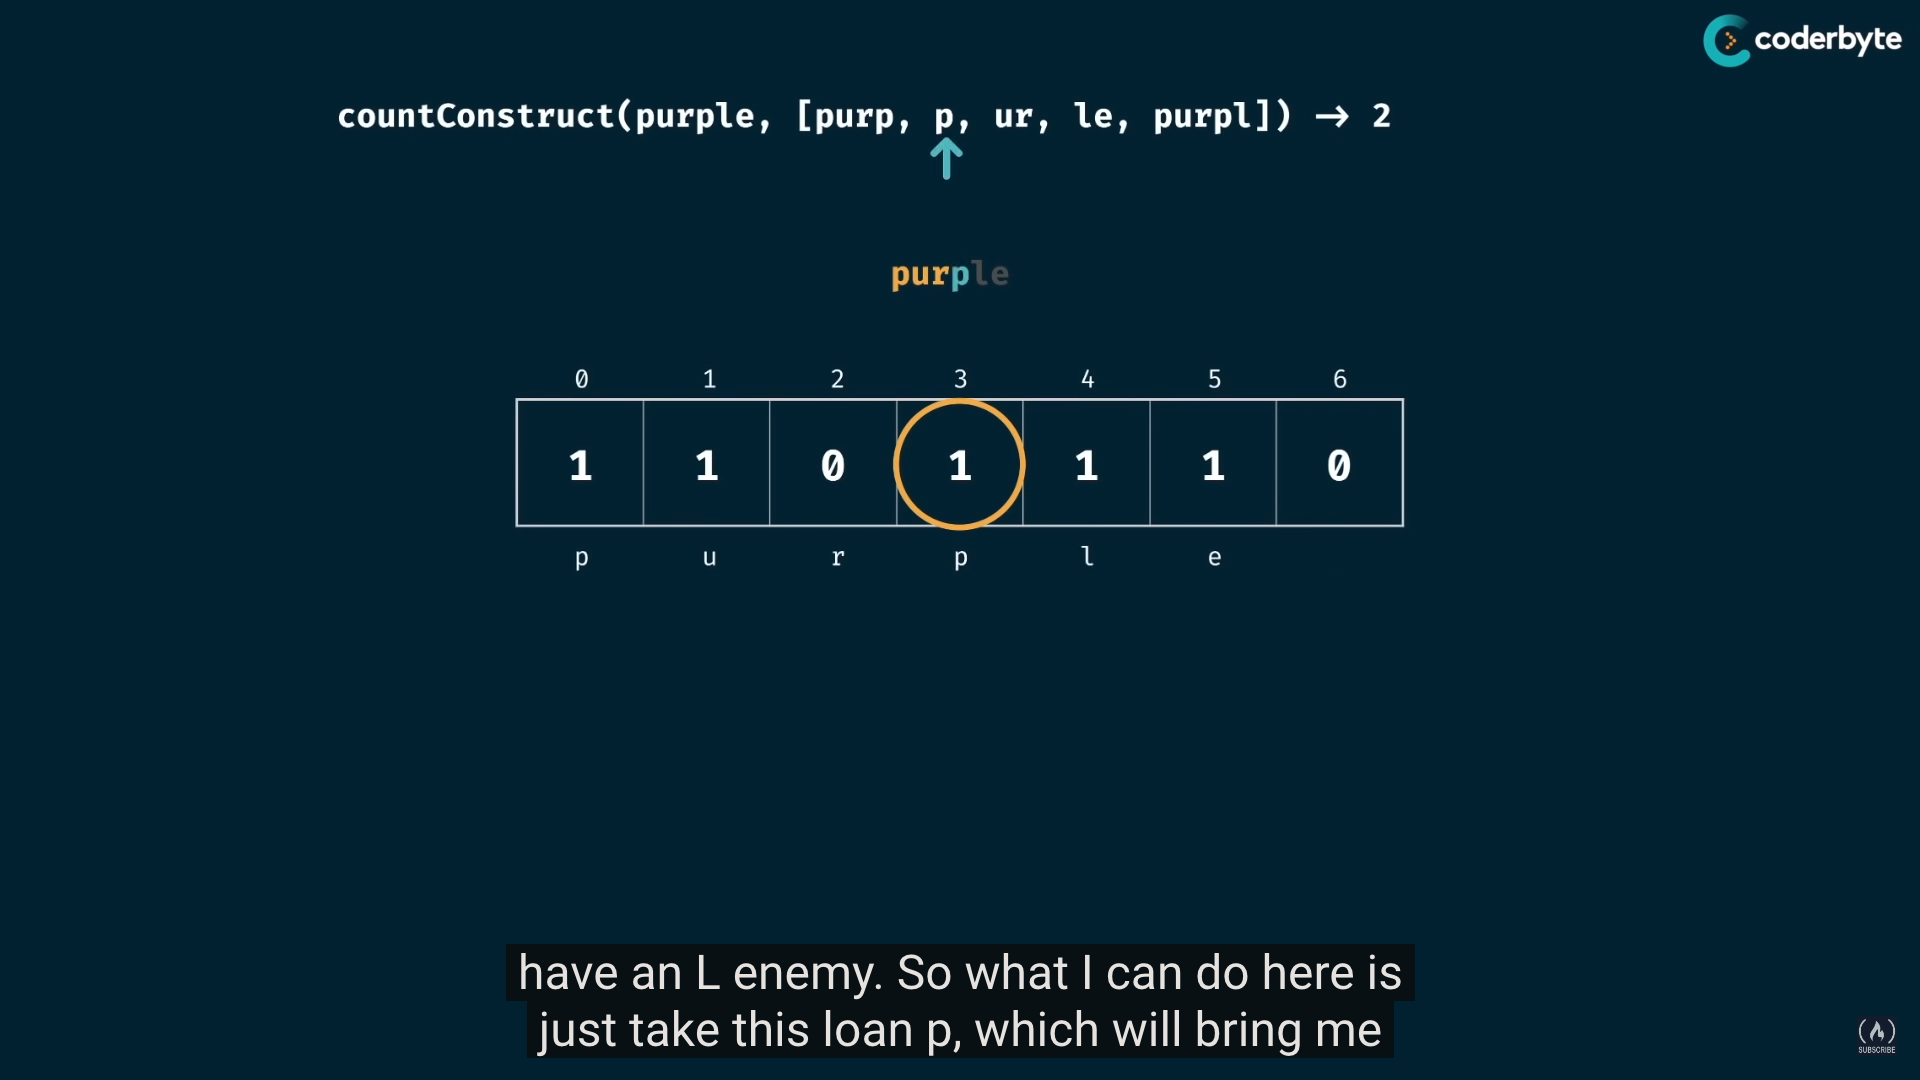 coderbyte
countConstruct(purple, [purp, p, ur, le, purpl]) → 2
purple
0 1 2 3 4 5 6
1 1 0 1 1 1 0
p u r p l e
have an L enemy. So what I can do here is
just take this loan p, which will bring me
SUBSCRIBE